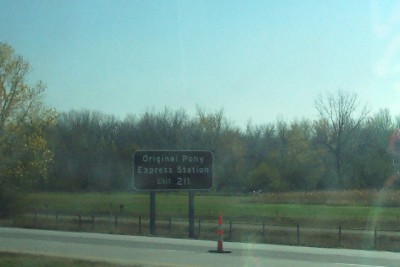 Original Pony
Express Station
Exit 211